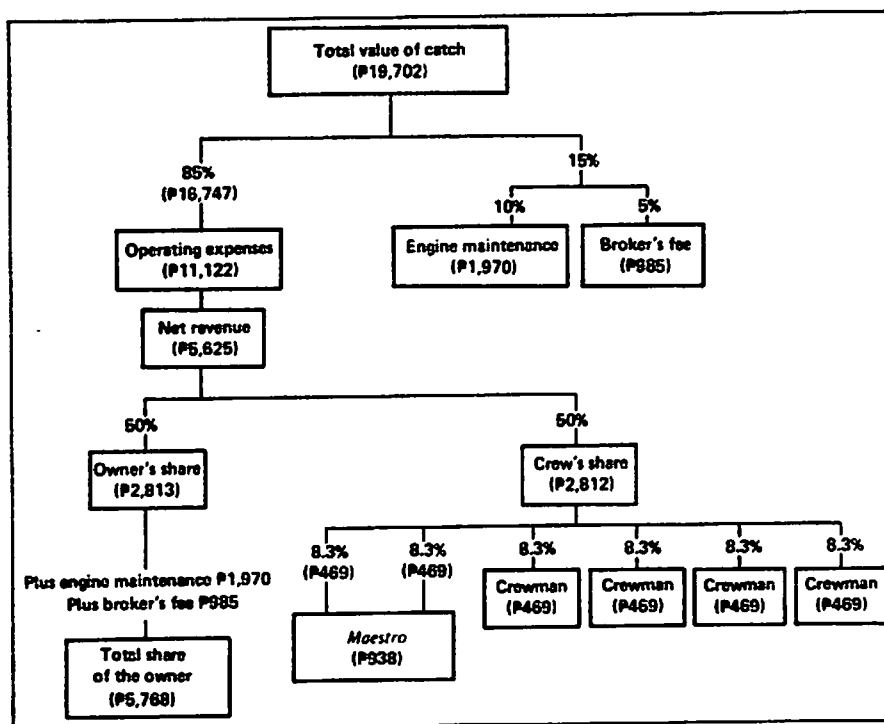 Total value of catch
(₱19,702)
85%
(₱16,747)
15%
10%
5%
Operating expenses
(₱11,122)
Engine maintenance
(₱1,970)
Broker's fee
(₱985)
Net revenue
(₱5,625)
50%
50%
Owner's share
(₱2,813)
Crew's share
(₱2,812)
8.3%
(₱469)
8.3%
(₱469)
8.3%
8.3%
8.3%
8.3%
Crewman
(₱469)
Crewman
(₱469)
Crewman
(₱469)
Crewman
(₱469)
Plus engine maintenance ₱1,970
Plus broker's fee ₱985
Maestro
(₱938)
Total share
of the owner
(₱5,768)